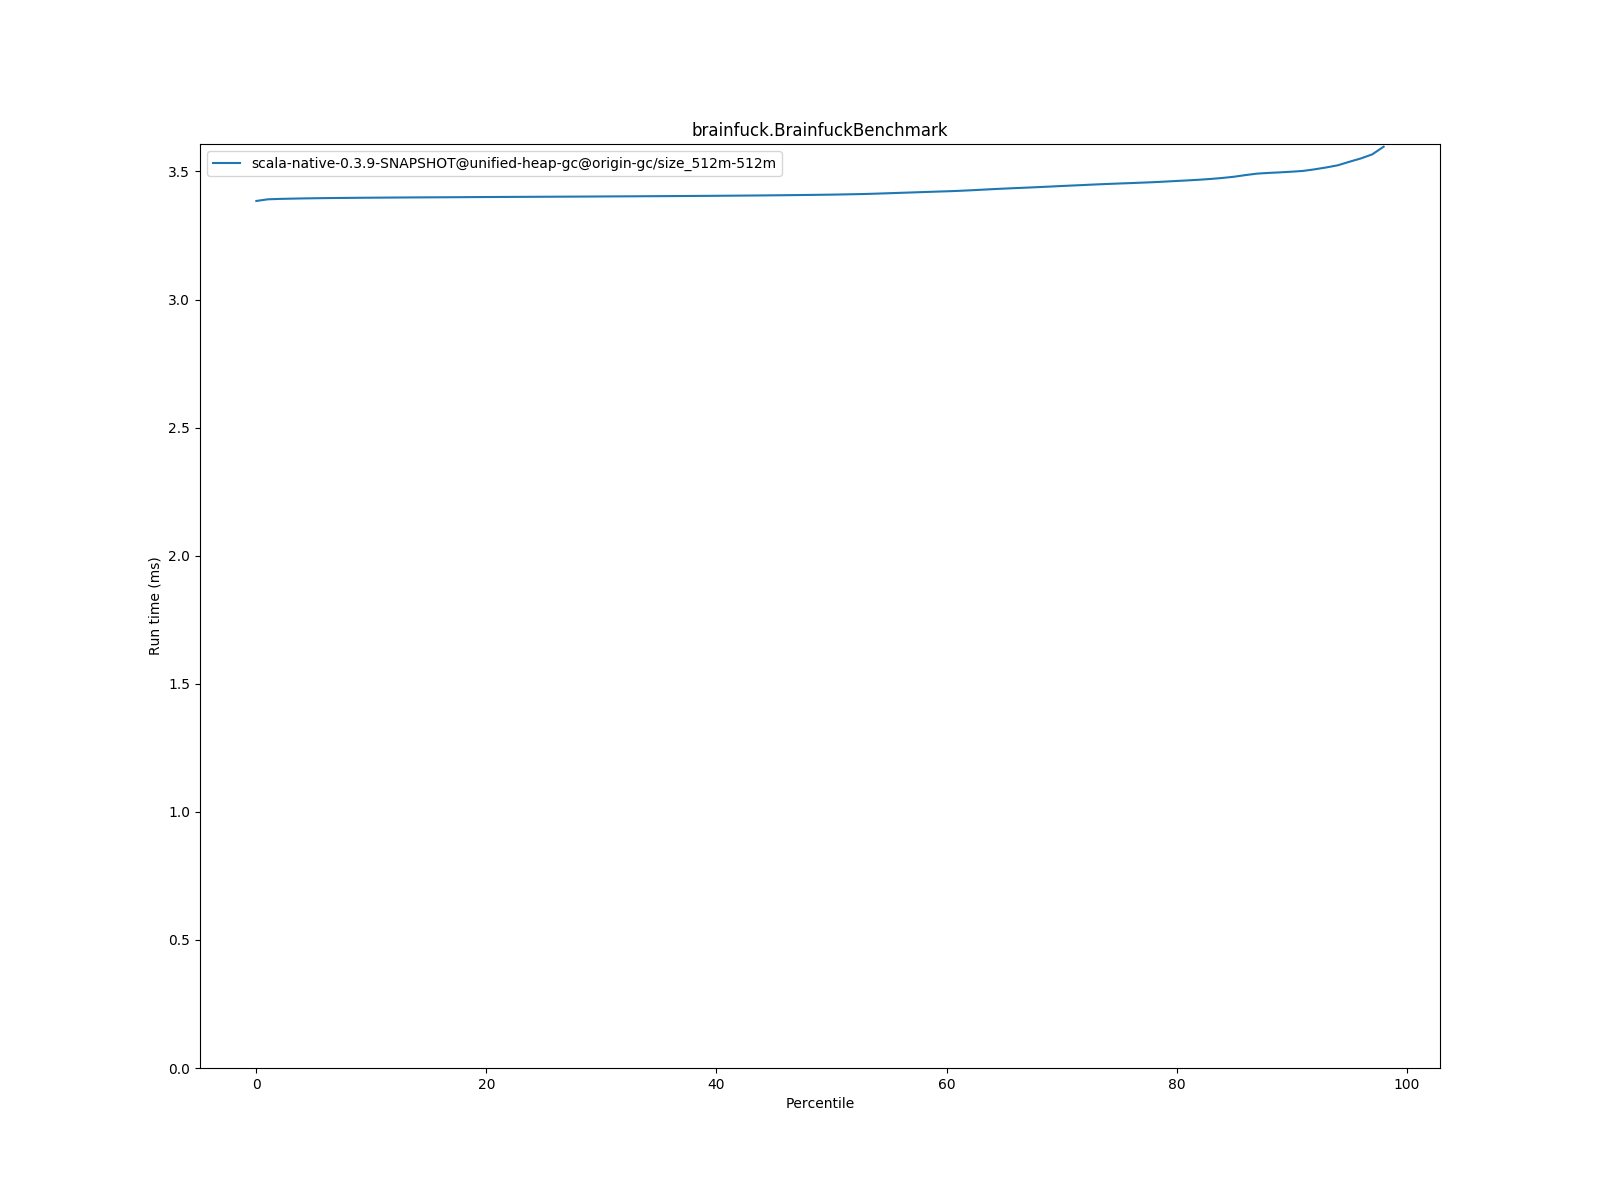 brainfuck.BrainfuckBenchmark
scala-native-0.3.9-SNAPSHOT@unified-heap-gc@origin-gc/size_512m-512m
3.5
3.0
2.5
2.0
1.5
1.0
0.5
0.0
Run time (ms)
0 20 40 60 80 100
Percentile